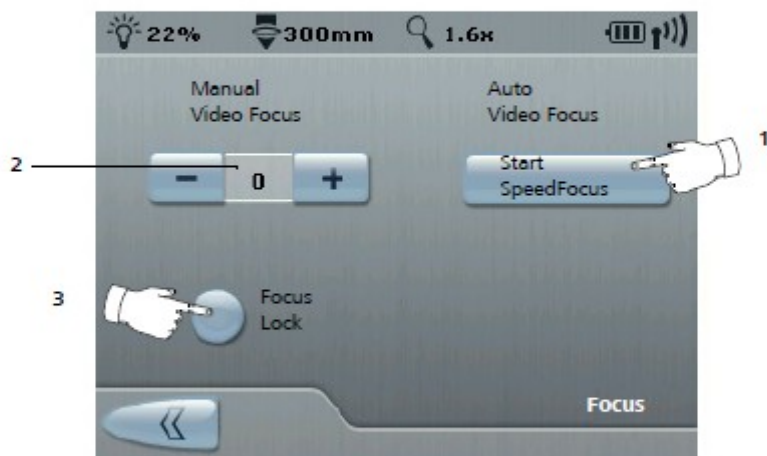 22% 300mm 1.6x
Manual
Video Focus
Auto
Video Focus
1
2
- 0 +
Start
SpeedFocus
3
Focus
Lock
Focus